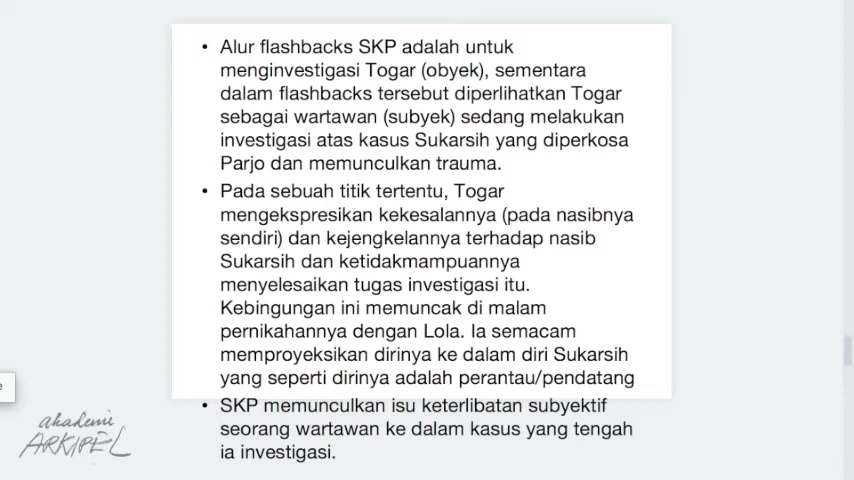 • Alur flashbacks SKP adalah untuk
menginvestigasi Togar (obyek), sementara
dalam flashbacks tersebut diperlihatkan Togar
sebagai wartawan (subyek) sedang melakukan
investigasi atas kasus Sukarsih yang diperkosa
Parjo dan memunculkan trauma.
• Pada sebuah titik tertentu, Togar
mengekspresikan kekesalannya (pada nasibnya
sendiri) dan kejengkelannya terhadap nasib
Sukarsih dan ketidakmampuannya
menyelesaikan tugas investigasi itu.
Kebingungan ini memuncak di malam
pernikahannya dengan Lola. Ia semacam
memproyeksikan dirinya ke dalam diri Sukarsih
yang seperti dirinya adalah perantau/pendatang
• SKP memunculkan isu keterlibatan subyektif
seorang wartawan ke dalam kasus yang tengah
ia investigasi.
e
akademi
ARKIPEL